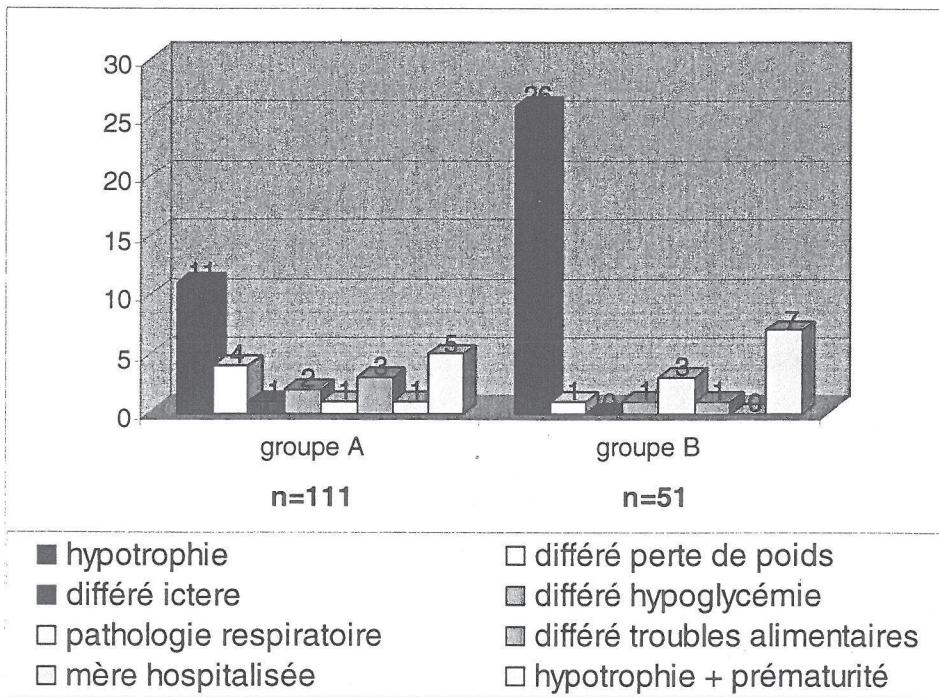 30
25
20
15
10
5
0
11
4
1
2
1
3
1
5
26
1
0
1
3
1
0
7
groupe A
groupe B
n=111
n=51
hypotrophie
différé perte de poids
différé ictere
différé hypoglycémie
pathologie respiratoire
différé troubles alimentaires
mère hospitalisée
hypotrophie + prématurité